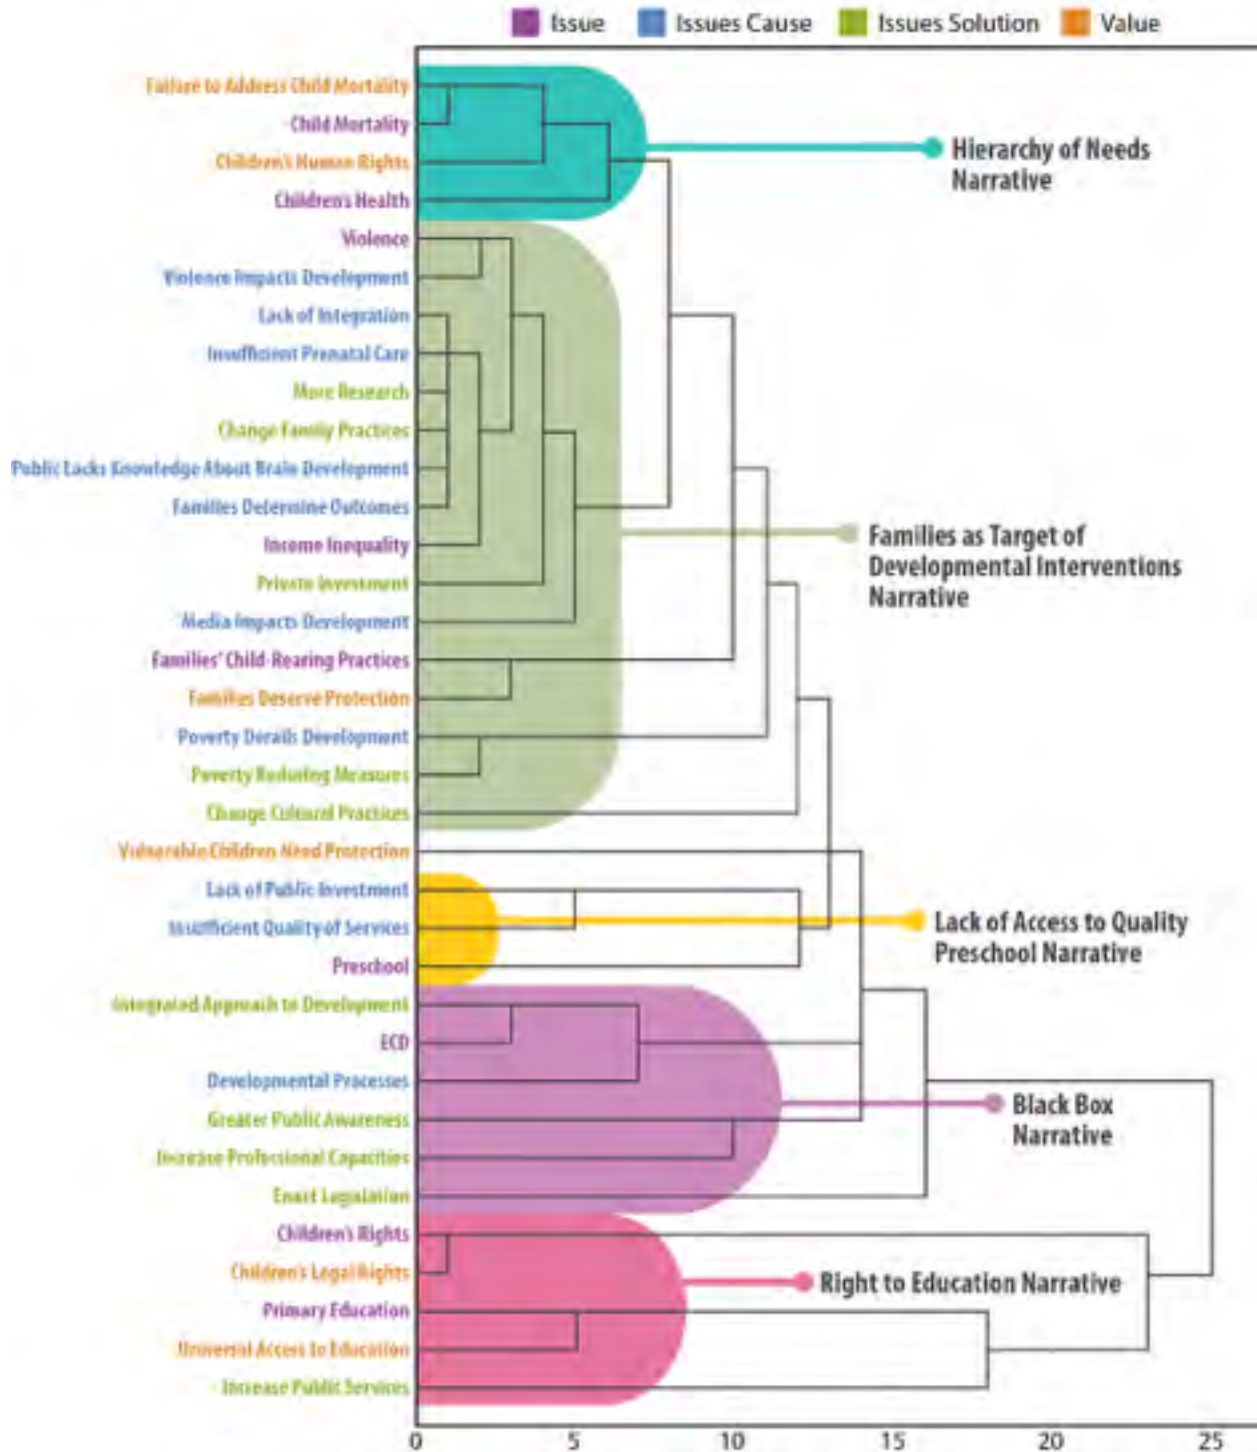 Issue Issues Cause Issues Solution Value
Failure to Address Child Mortality
Child Mortality
Children's Human Rights
Children's Health
Hierarchy of Needs
Narrative
Violence
Violence Impacts Development
Lack of Integration
Insufficient Prenatal Care
More Research
Change Family Practices
Public Lacks Knowledge About Brain Development
Families Determine Outcomes
Income Inequality
Private Investment
Media Impacts Development
Families' Child-Rearing Practices
Families Deserve Protection
Poverty Derails Development
Poverty Reducing Measures
Change Cultural Practices
Families as Target of
Developmental Interventions
Narrative
Vulnerable Children Need Protection
Lack of Public Investment
Insufficient Quality of Services
Preschool
Lack of Access to Quality
Preschool Narrative
Integrated Approach to Development
ECD
Developmental Processes
Greater Public Awareness
Increase Professional Capacities
Enact Legislation
Black Box
Narrative
Children's Rights
Children's Legal Rights
Primary Education
Universal Access to Education
Increase Public Services
Right to Education Narrative
0 5 10 15 20 25